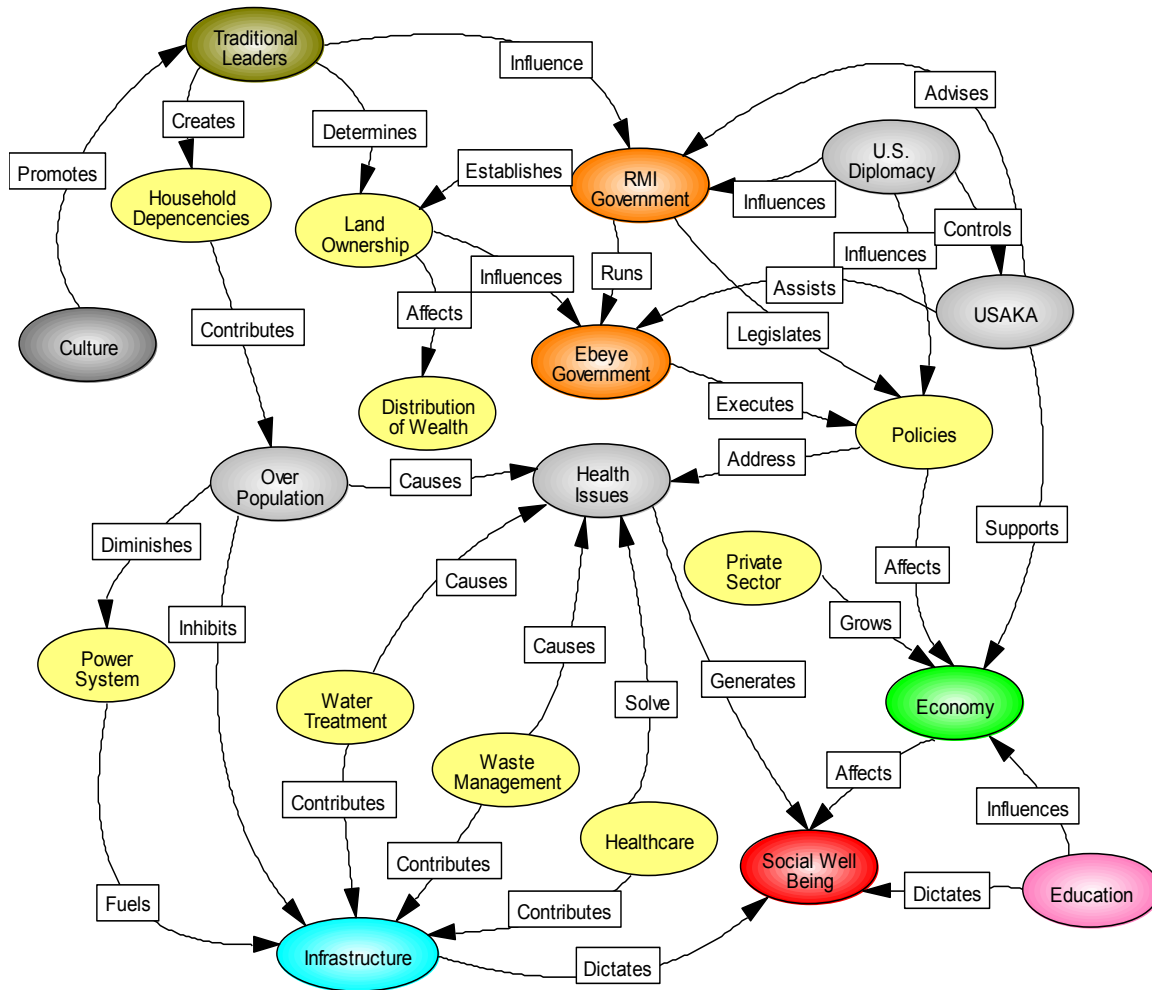 Traditional
Leaders
Influence
Advises
Creates
Determines
U.S.
Diplomacy
Promotes
Establishes
RMI
Government
Household
Depencencies
Influences
Land
Ownership
Controls
Influences
Influences
Runs
Assists
USAKA
Affects
Contributes
Legislates
Culture
Ebeye
Government
Executes
Distribution
of Wealth
Policies
Address
Over
Population
Causes
Health
Issues
Supports
Diminishes
Private
Sector
Affects
Causes
Inhibits
Grows
Causes
Power
System
Generates
Water
Treatment
Solve
Economy
Waste
Management
Affects
Contributes
Influences
Healthcare
Contributes
Social Well
Being
Dictates
Education
Fuels
Contributes
Infrastructure
Dictates